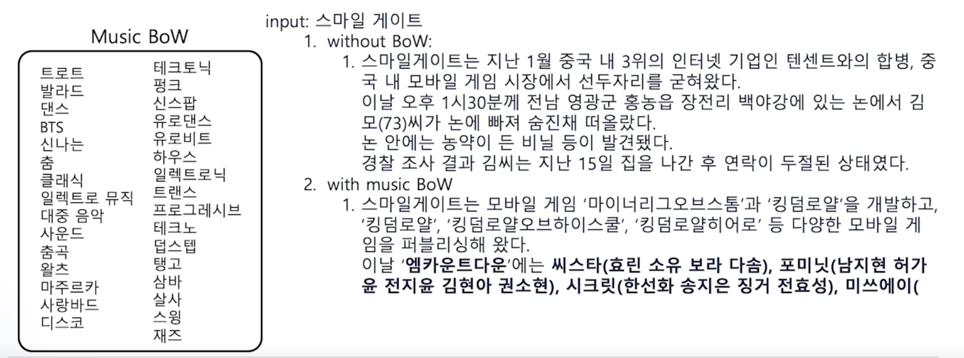 Music BoW
트로트
발라드
댄스
BTS
신나는
춤
클래식
일렉트로 뮤직
대중 음악
사운드
춤곡
왈츠
마주르카
사랑바드
디스코
테크토닉
펑크
신스팝
유로댄스
유로비트
하우스
일렉트로닉
트랜스
프로그레시브
테크노
덥스텝
탱고
삼바
살사
스윙
재즈
input: 스마일 게이트
1. without BoW:
1. 스마일게이트는 지난 1월 중국 내 3위의 인터넷 기업인 텐센트와의 합병, 중
국 내 모바일 게임 시장에서 선두자리를 굳혀왔다.
이날 오후 1시30분께 전남 영광군 홍농읍 장전리 백야강에 있는 논에서 김
모(73)씨가 논에 빠져 숨진채 떠올랐다.
논 안에는 농약이 든 비닐 등이 발견됐다.
경찰 조사 결과 김씨는 지난 15일 집을 나간 후 연락이 두절된 상태였다.
2. with music BoW
1. 스마일게이트는 모바일 게임 ‘마이너리그오브스톰’과 ‘킹덤로얄’을 개발하고,
‘킹덤로얄’, ‘킹덤로얄오브하이스쿨’, ‘킹덤로얄히어로’ 등 다양한 모바일 게
임을 퍼블리싱해 왔다.
이날 ‘엠카운트다운’에는 씨스타(효린 소유 보라 다솜), 포미닛(남지현 허가
윤 전지윤 김현아 권소현), 시크릿(한선화 송지은 징거 전효성), 미쓰에이(